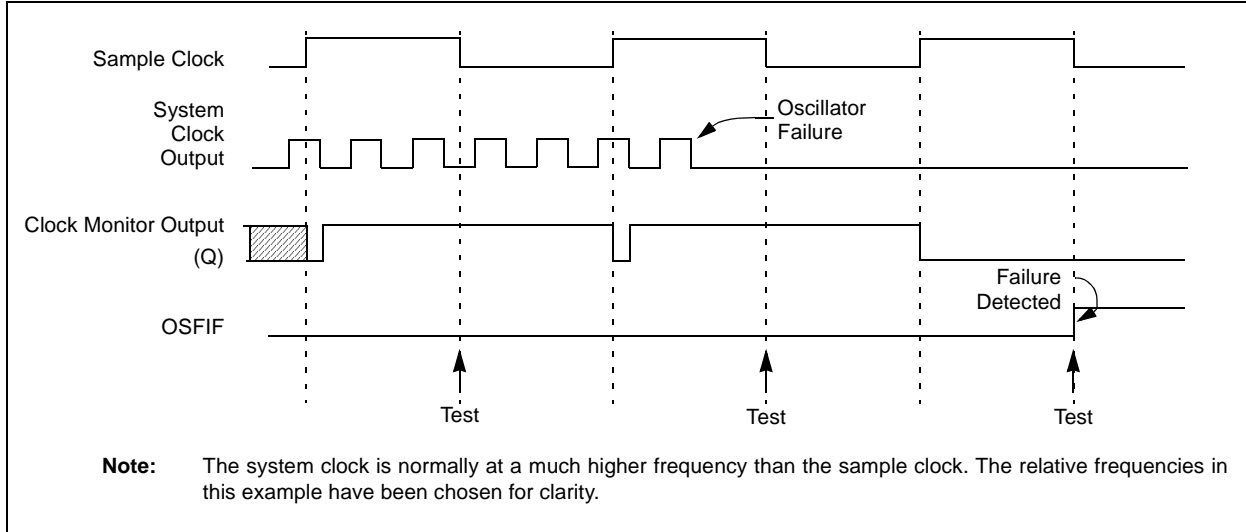 Sample Clock
System
Clock
Output
Oscillator
Failure
Clock Monitor Output
(Q)
Failure
Detected
OSFIF
Test
Test
Test
Note: The system clock is normally at a much higher frequency than the sample clock. The relative frequencies in
this example have been chosen for clarity.